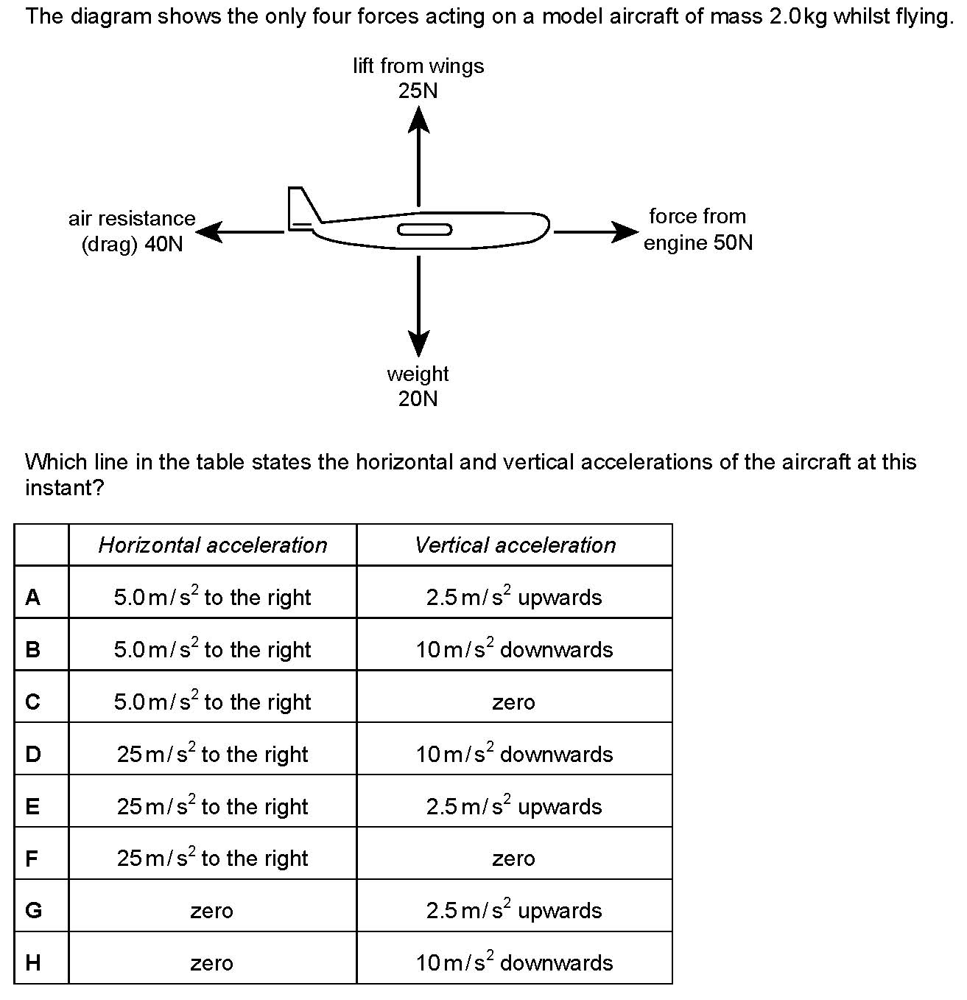 The diagram shows the only four forces acting on a model aircraft of mass 2.0kg whilst flying.
lift from wings
25N
air resistance
(drag) 40N
force from
engine 50N
weight
20N
Which line in the table states the horizontal and vertical accelerations of the aircraft at this
instant?
Horizontal acceleration Vertical acceleration
A 5.0m/s² to the right 2.5m/s² upwards
B 5.0m/s² to the right 10m/s² downwards
C 5.0m/s² to the right zero
D 25m/s² to the right 10m/s² downwards
E 25m/s² to the right 2.5m/s² upwards
F 25m/s² to the right zero
G zero 2.5m/s² upwards
H zero 10m/s² downwards